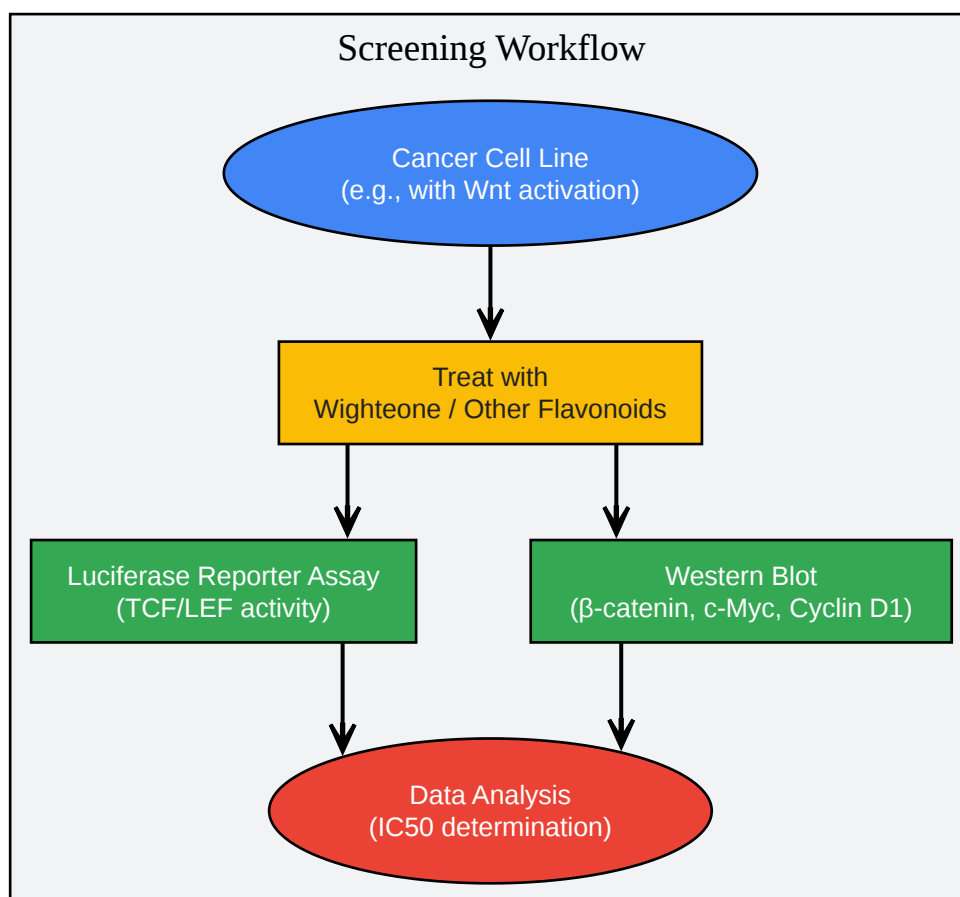 Screening Workflow
Cancer Cell Line
(e.g., with Wnt activation)
Treat with
Wighteone / Other Flavonoids
Luciferase Reporter Assay
(TCF/LEF activity)
Western Blot
(β-catenin, c-Myc, Cyclin D1)
Data Analysis
(IC50 determination)